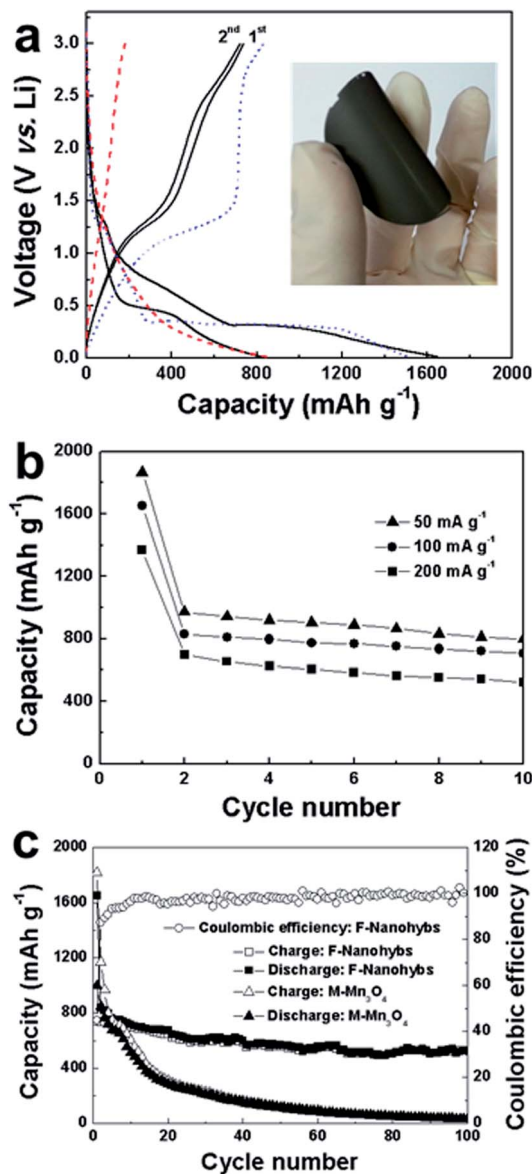 a
2nd 1st
3.0
2.5
2.0
1.5
1.0
0.5
0.0
Voltage (V vs. Li)
0 400 800 1200 1600 2000
Capacity (mAh g-1)
b
2000
1600
1200
800
400
0
Capacity (mAh g-1)
50 mA g-1
100 mA g-1
200 mA g-1
0 2 4 6 8 10
Cycle number
c
2000
1600
1200
800
400
0
Capacity (mAh g-1)
Coulombic efficiency: F-Nanohybs
Charge: F-Nanohybs
Discharge: F-Nanohybs
Charge: M-Mn3O4
Discharge: M-Mn3O4
120
100
80
60
40
20
0
Coulombic efficiency (%)
0 20 40 60 80 100
Cycle number